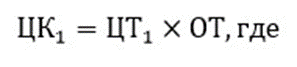 ЦК₁ = ЦТ₁ × ОТ, где